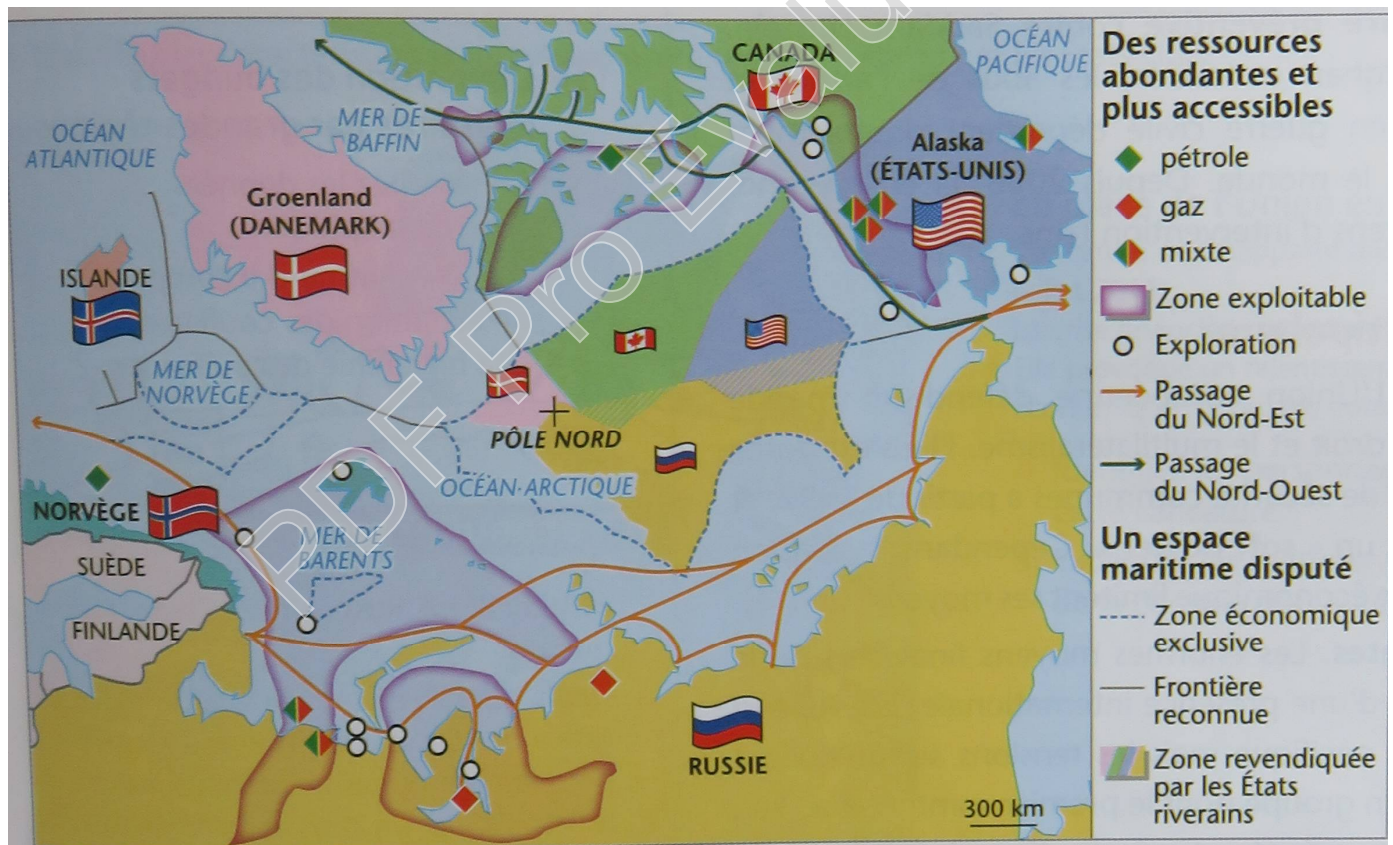 CANADA
OCÉAN
PACIFIQUE
MER DE
BAFFIN
OCÉAN
ATLANTIQUE
Alaska
(ÉTATS-UNIS)
Groenland
(DANEMARK)
ISLANDE
MER DE
NORVÈGE
PÔLE NORD
OCÉAN ARCTIQUE
NORVÈGE
MER DE
BARENTS
SUÈDE
FINLANDE
RUSSIE
300 km
Des ressources
abondantes et
plus accessibles
pétrole
gaz
mixte
Zone exploitable
Exploration
Passage
du Nord-Est
Passage
du Nord-Ouest
Un espace
maritime disputé
Zone économique
exclusive
Frontière
reconnue
Zone revendiquée
par les États
riverains
PDF Pro Evalu